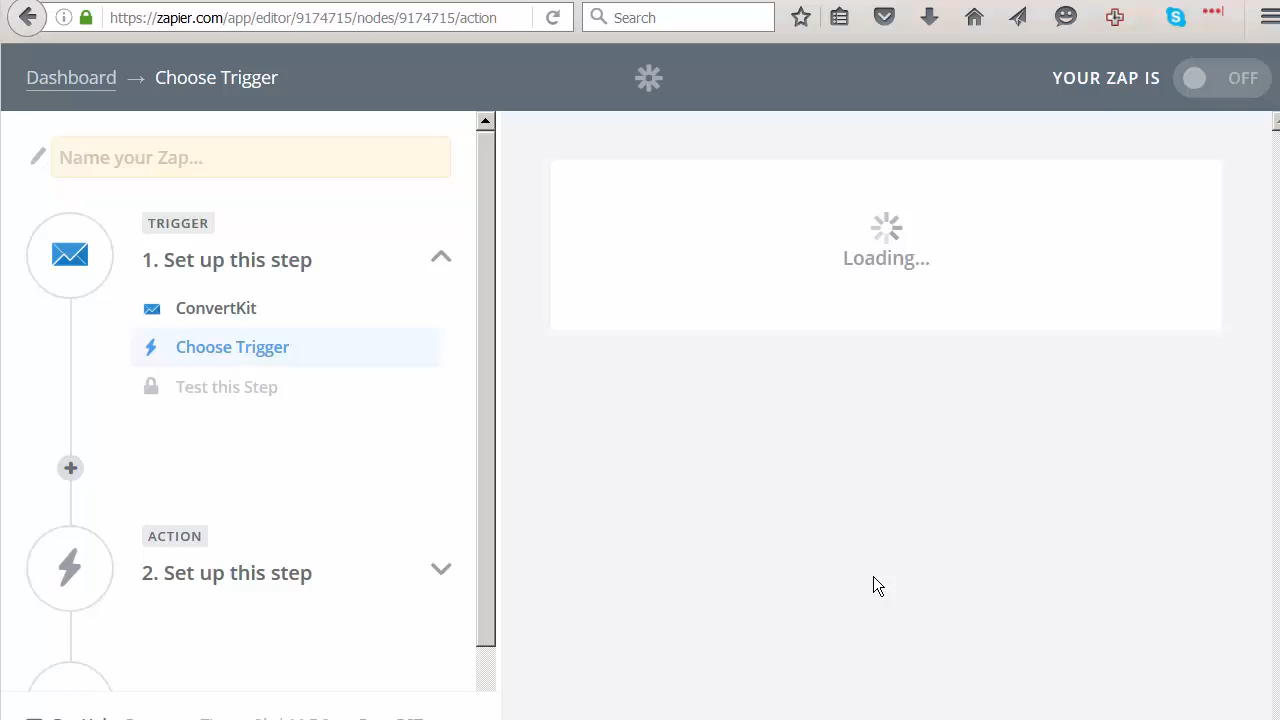 https://zapier.com/app/editor/9174715/nodes/9174715/action
Search
Dashboard → Choose Trigger
YOUR ZAP IS
OFF
Name your Zap...
TRIGGER
1. Set up this step
ConvertKit
Choose Trigger
Test this Step
Loading...
ACTION
2. Set up this step